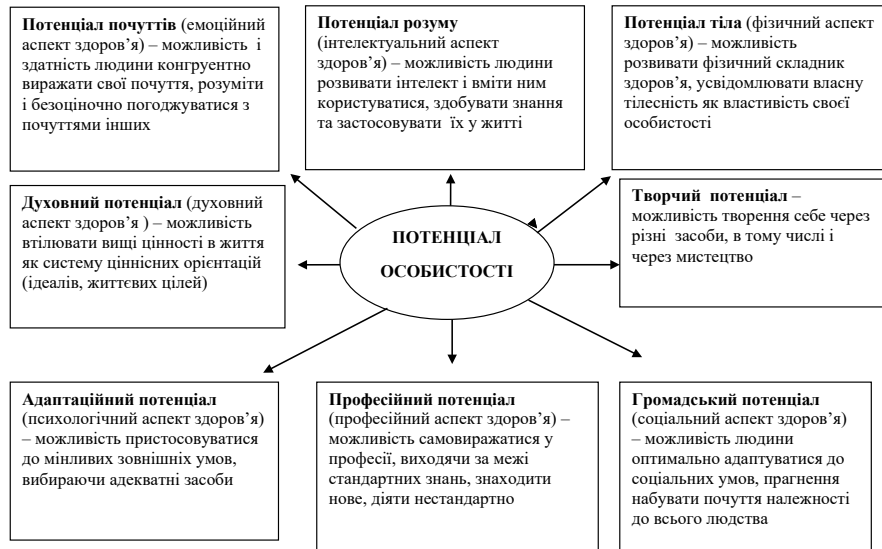 Потенціал почуттів (емоційний
аспект здоров’я) – можливість і
здатність людини конгруентно
виражати свої почуття, розуміти
і безоціночно погоджуватися з
почуттями інших
Потенціал розуму
(інтелектуальний аспект
здоров’я) – можливість людини
розвивати інтелект і вміти ним
користуватися, здобувати знання
та застосовувати їх у житті
Потенціал тіла (фізичний аспект
здоров’я) – можливість
розвивати фізичний складник
здоров’я, усвідомлювати власну
тілесність як властивість своєї
особистості
Духовний потенціал (духовний
аспект здоров’я ) – можливість
втілювати вищі цінності в життя
як систему ціннісних орієнтацій
(ідеалів, життєвих цілей)
ПОТЕНЦІАЛ
ОСОБИСТОСТІ
Творчий потенціал –
можливість творення себе через
різні засоби, в тому числі і
через мистецтво
Адаптаційний потенціал
(психологічний аспект здоров’я)
– можливість пристосовуватися
до мінливих зовнішніх умов,
вибираючи адекватні засоби
Професійний потенціал
(професійний аспект здоров’я) –
можливість самовиражатися у
професії, виходячи за межі
стандартних знань, знаходити
нове, діяти нестандартно
Громадський потенціал
(соціальний аспект здоров’я)
– можливість людини
оптимально адаптуватися до
соціальних умов, прагнення
набувати почуття належності
до всього людства